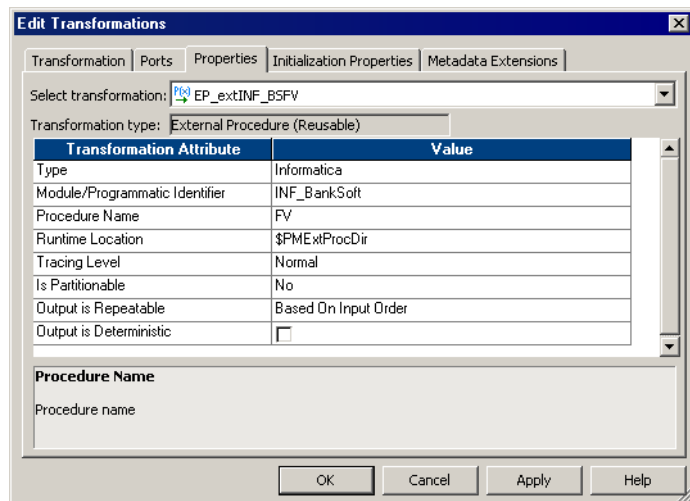 Edit Transformations
Transformation Ports Properties Initialization Properties Metadata Extensions
Select transformation: P(x) EP_extINF_BSFV
Transformation type: External Procedure (Reusable)
Transformation Attribute Value
Type Informatica
Module/Programmatic Identifier INF_BankSoft
Procedure Name FV
Runtime Location $PMExtProcDir
Tracing Level Normal
Is Partitionable No
Output is Repeatable Based On Input Order
Output is Deterministic
Procedure Name
Procedure name
OK Cancel Apply Help